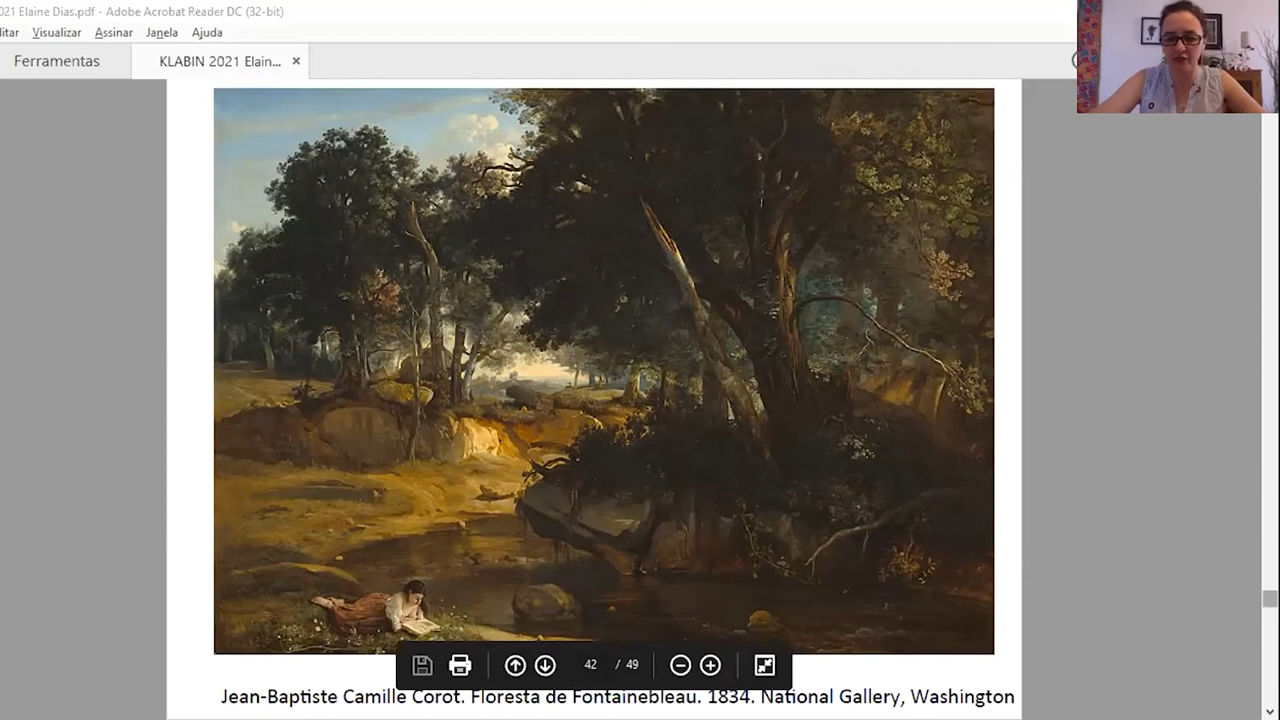 021 Elaine Dias.pdf - Adobe Acrobat Reader DC (32-bit)
itar Visualizar Assinar Janela Ajuda
Ferramentas KLABIN 2021 Elain... ×
42 / 49
Jean-Baptiste Camille Corot. Floresta de Fontainebleau. 1834. National Gallery, Washington